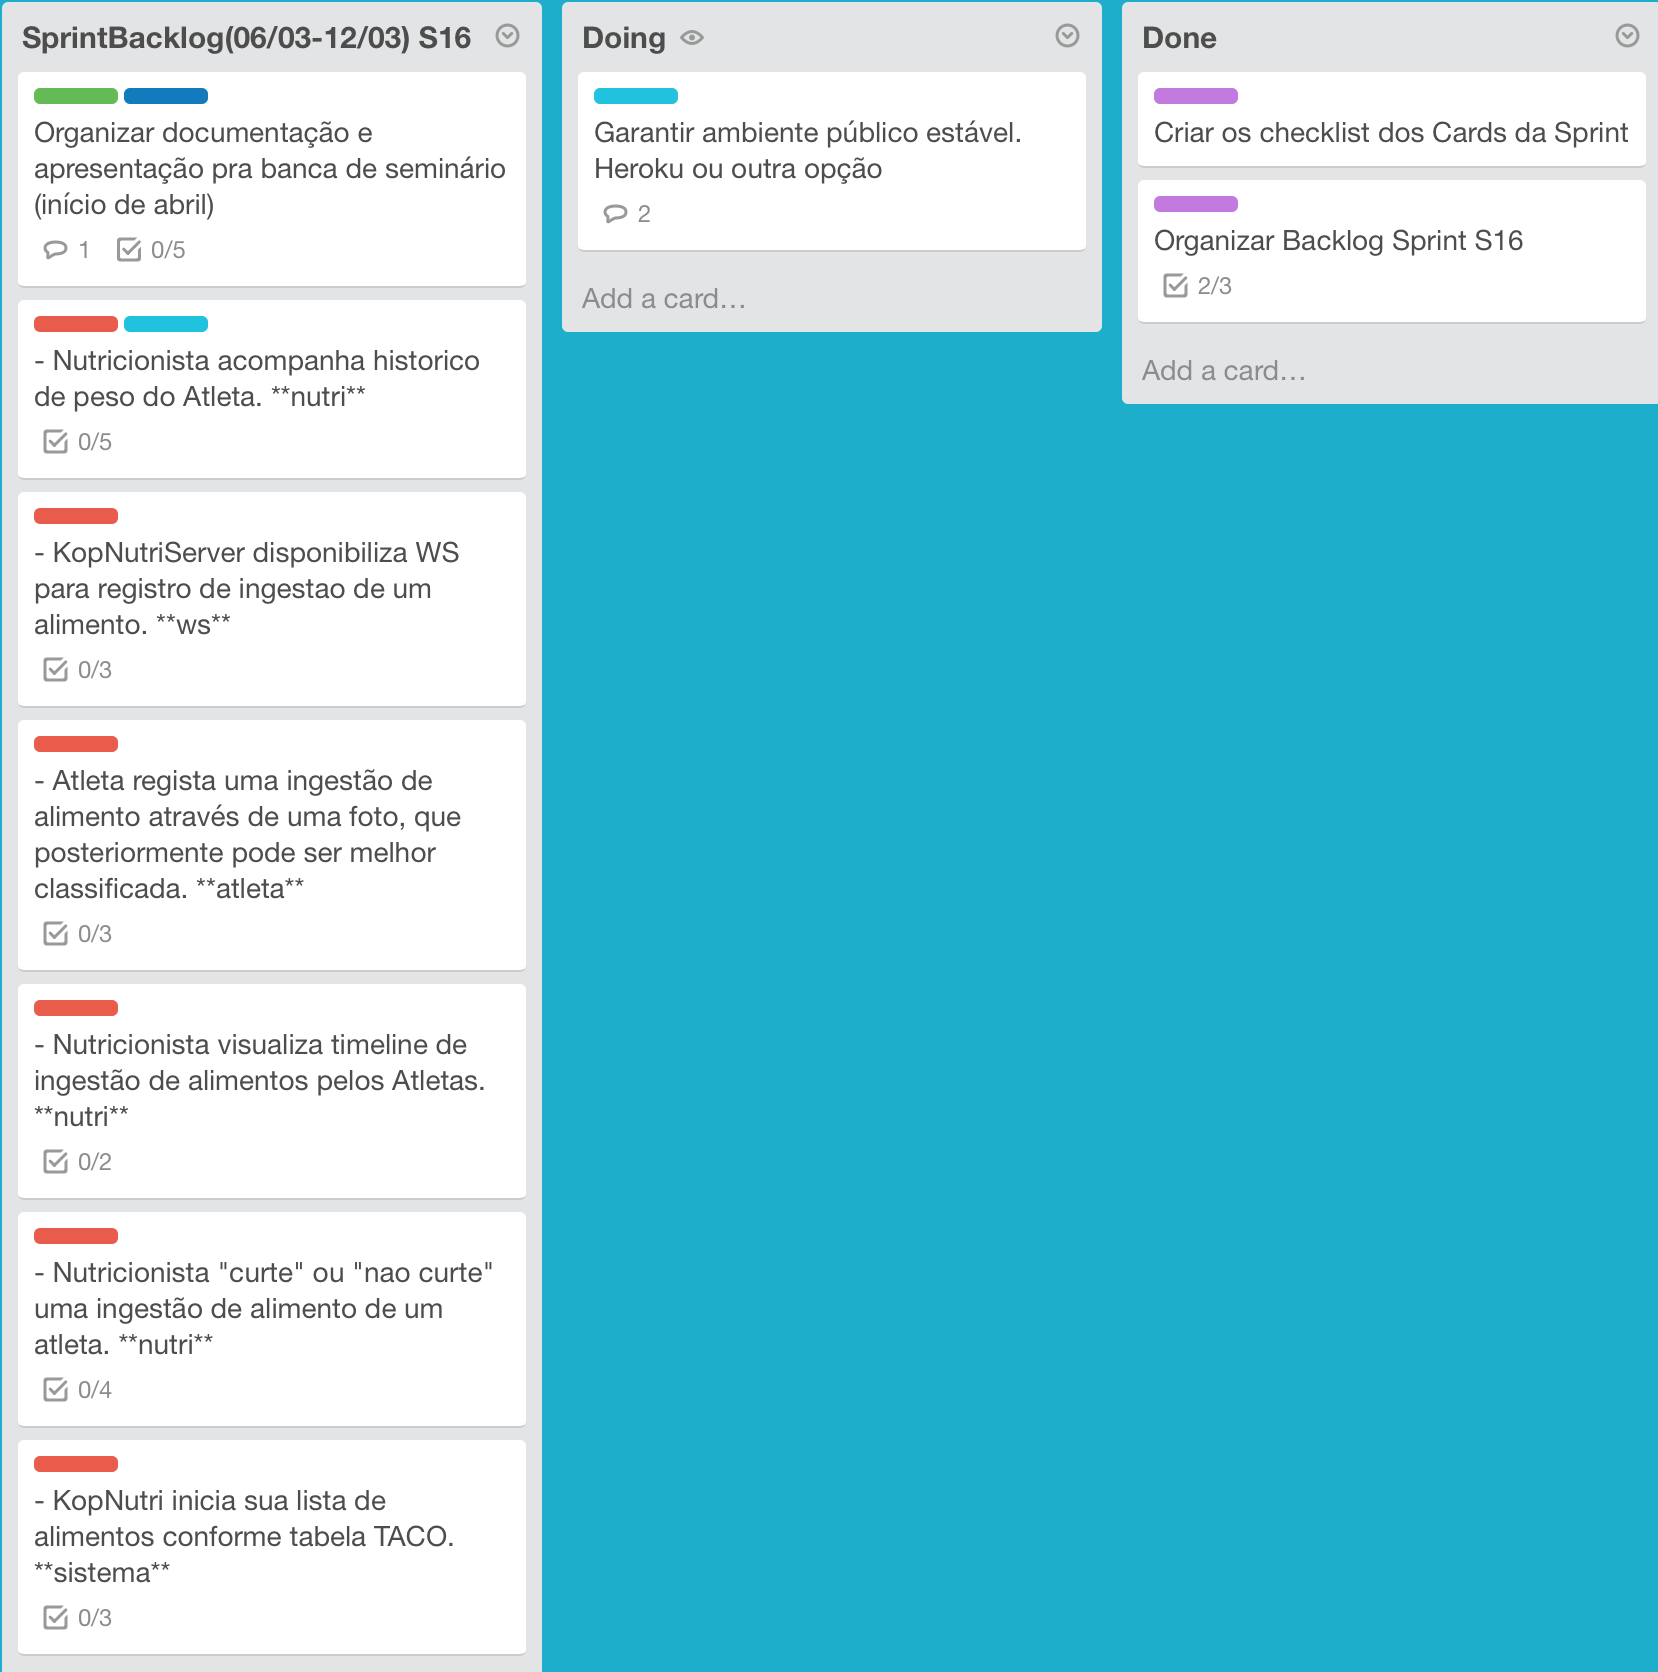 SprintBacklog(06/03-12/03) S16
Organizar documentação e
apresentação pra banca de seminário
(início de abril)
1 0/5
- Nutricionista acompanha historico
de peso do Atleta. **nutri**
0/5
- KopNutriServer disponibiliza WS
para registro de ingestao de um
alimento. **ws**
0/3
- Atleta regista uma ingestão de
alimento através de uma foto, que
posteriormente pode ser melhor
classificada. **atleta**
0/3
- Nutricionista visualiza timeline de
ingestão de alimentos pelos Atletas.
**nutri**
0/2
- Nutricionista "curte" ou "nao curte"
uma ingestão de alimento de um
atleta. **nutri**
0/4
- KopNutri inicia sua lista de
alimentos conforme tabela TACO.
**sistema**
0/3
Doing
Garantir ambiente público estável.
Heroku ou outra opção
2
Add a card…
Done
Criar os checklist dos Cards da Sprint
Organizar Backlog Sprint S16
2/3
Add a card…